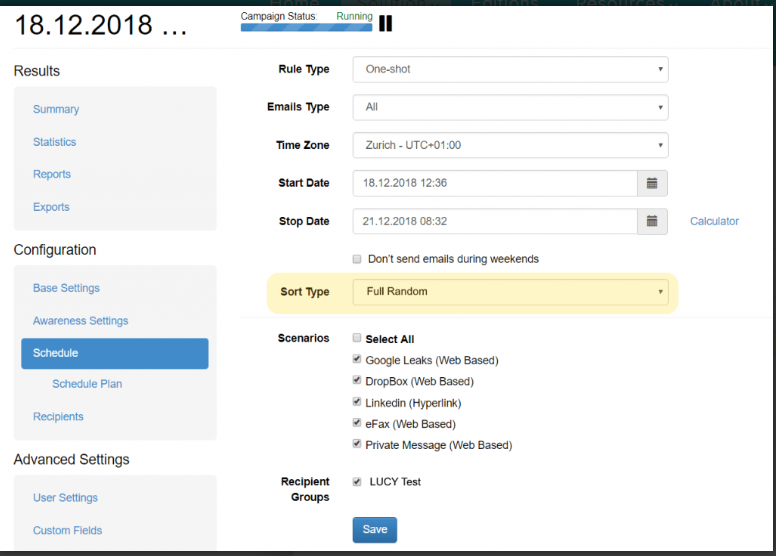 Home
Editions
Resources
About
18.12.2018 ...
Campaign Status: Running
Results
Summary
Statistics
Reports
Exports
Configuration
Base Settings
Awareness Settings
Schedule
Schedule Plan
Recipients
Advanced Settings
User Settings
Custom Fields
Rule Type One-shot
Emails Type All
Time Zone Zurich - UTC+01:00
Start Date 18.12.2018 12:36
Stop Date 21.12.2018 08:32 Calculator
Don't send emails during weekends
Sort Type Full Random
Scenarios Select All
Google Leaks (Web Based)
DropBox (Web Based)
Linkedin (Hyperlink)
eFax (Web Based)
Private Message (Web Based)
Recipient LUCY Test
Groups
Save